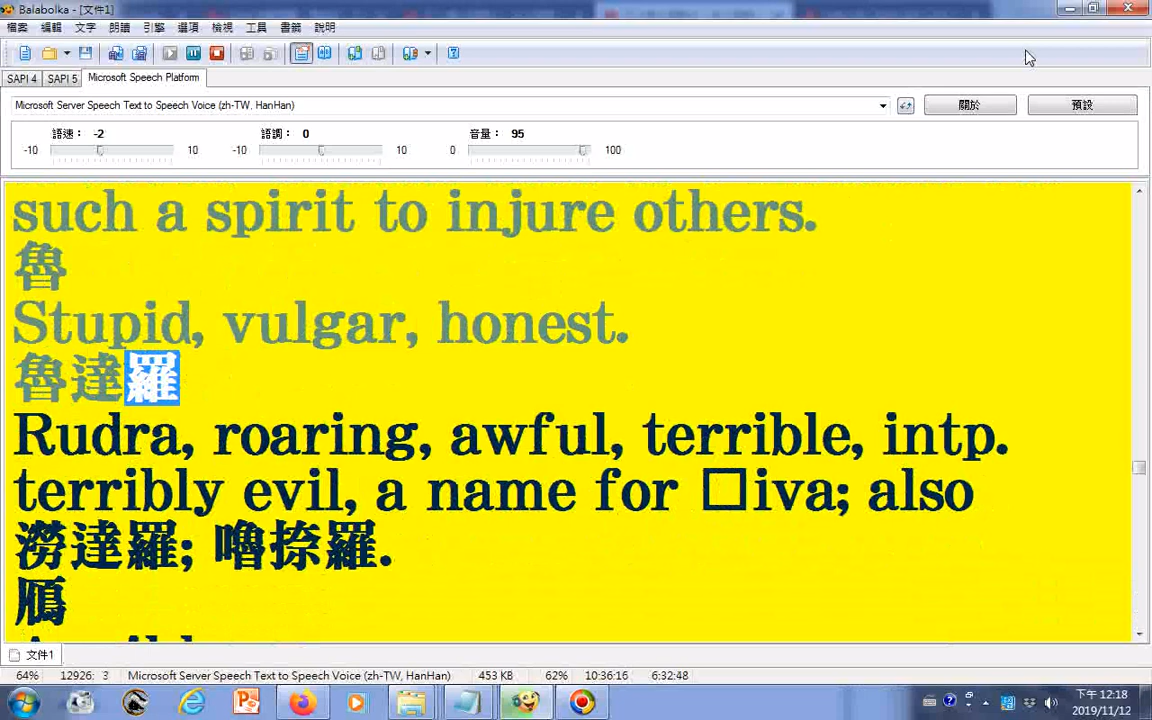 Balabolka - [文件1]
檔案 編輯 文字 朗讀 引擎 選項 檢視 工具 書籤 說明
SAPI 4 SAPI 5 Microsoft Speech Platform
Microsoft Server Speech Text to Speech Voice (zh-TW, HanHan) 關於 預設
語速： -2 語調： 0 音量： 95
-10 10 -10 10 0 100
such a spirit to injure others.
魯
Stupid, vulgar, honest.
魯達羅
Rudra, roaring, awful, terrible, intp.
terribly evil, a name for □iva; also
澇達羅; 嚕捺羅.
鴈
文件1
64% 12926: 3 Microsoft Server Speech Text to Speech Voice (zh-TW, HanHan) 453 KB 62% 10:36:16 6:32:48
下午 12:18
2019/11/12